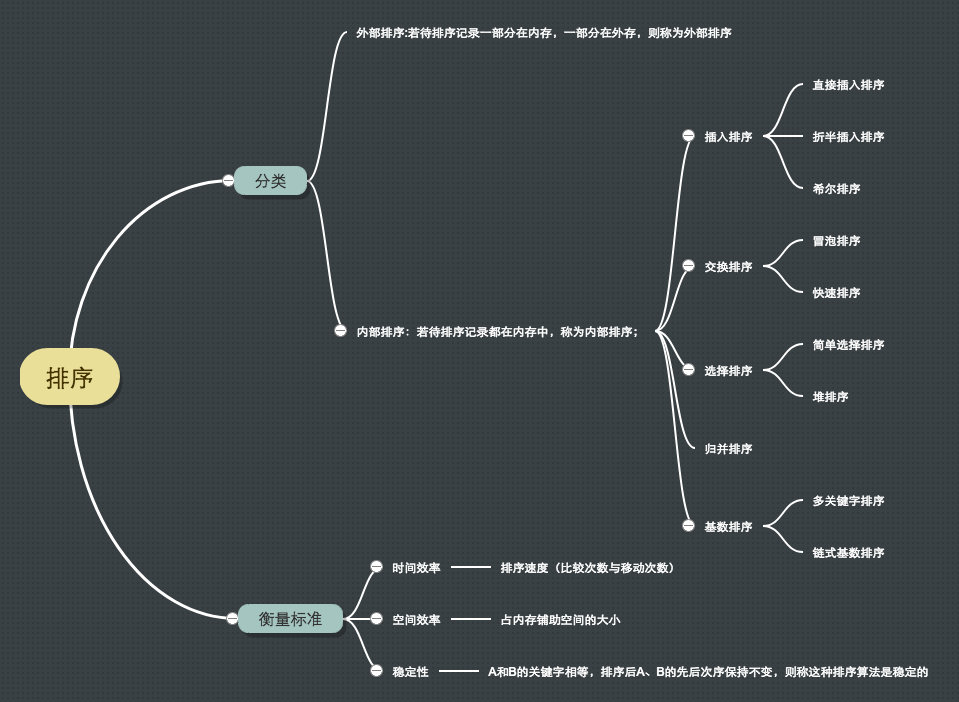 排序
分类
外部排序:若待排序记录一部分在内存，一部分在外存，则称为外部排序
内部排序：若待排序记录都在内存中，称为内部排序；
插入排序
直接插入排序
折半插入排序
希尔排序
交换排序
冒泡排序
快速排序
选择排序
简单选择排序
堆排序
归并排序
基数排序
多关键字排序
链式基数排序
衡量标准
时间效率
排序速度（比较次数与移动次数）
空间效率
占内存铺助空间的大小
稳定性
A和B的关键字相等，排序后A、B的先后次序保持不变，则称这种排序算法是稳定的